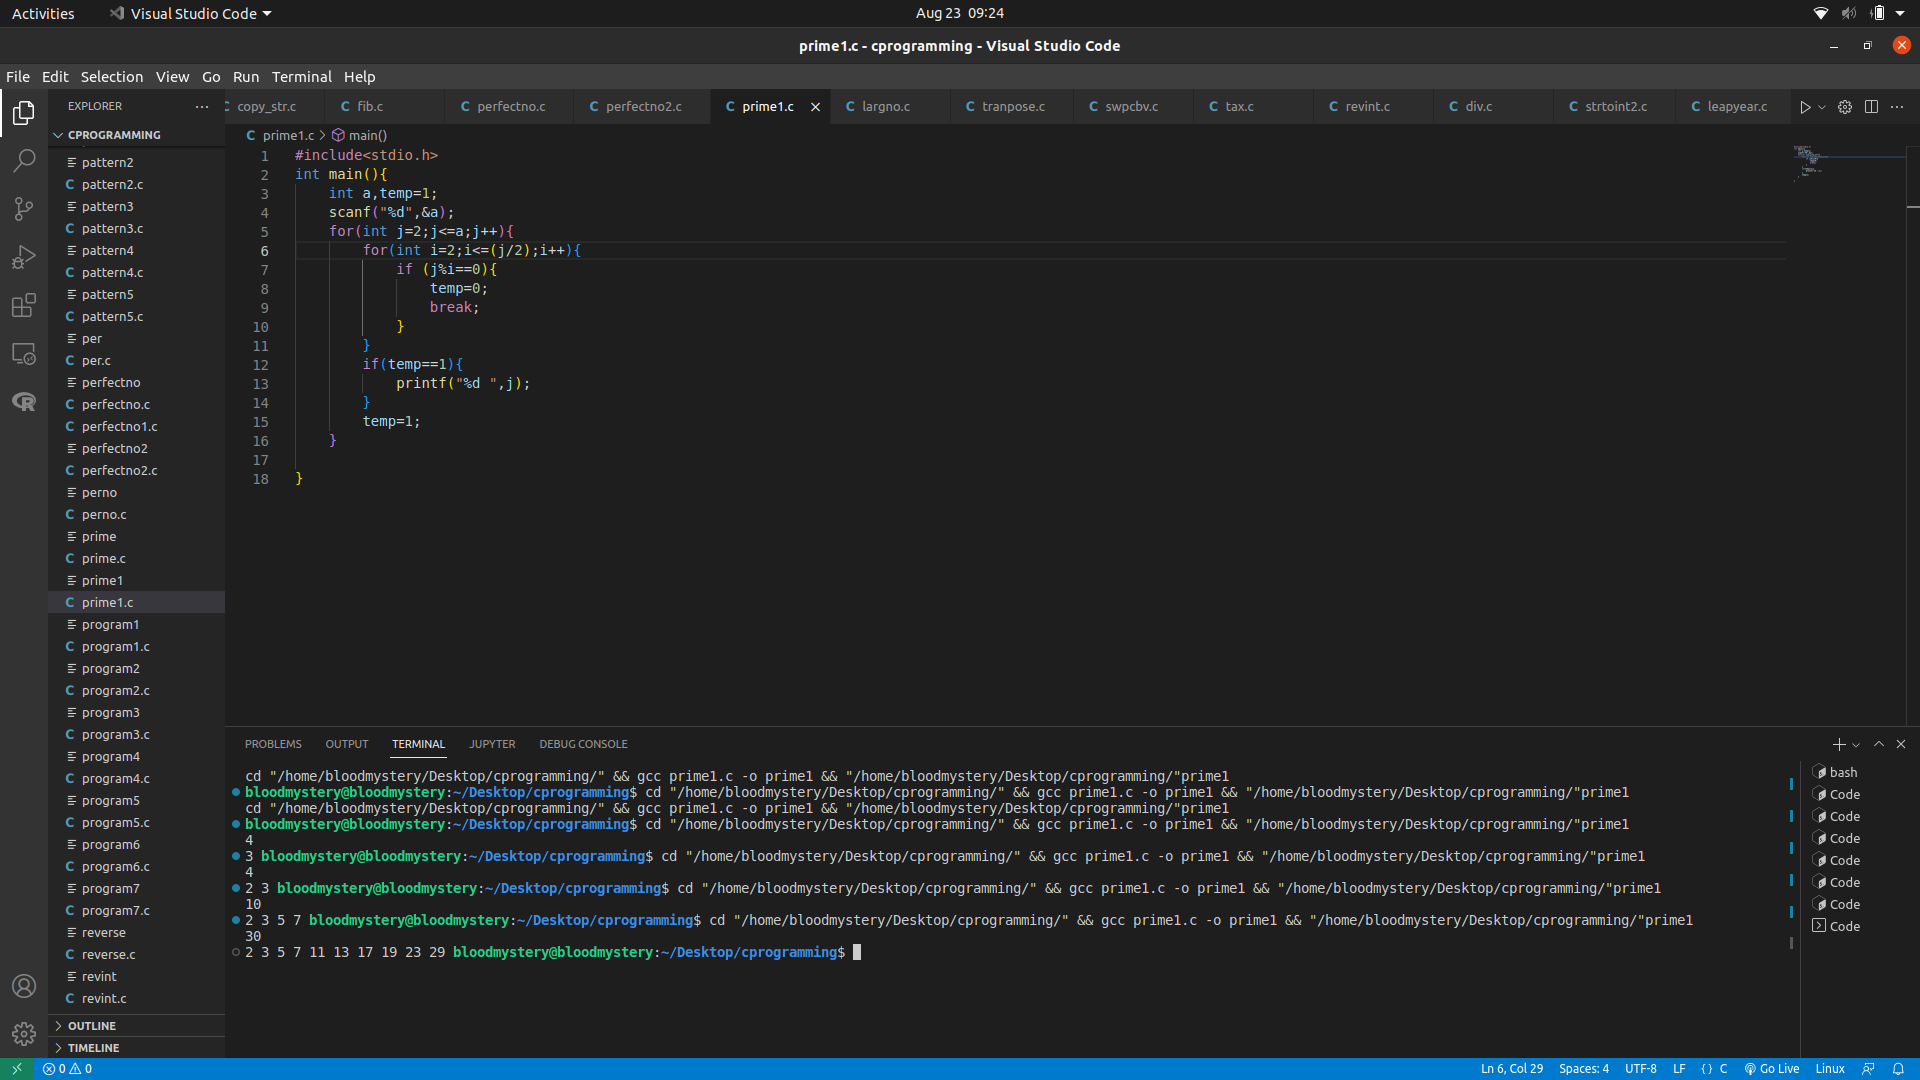 Activities
Visual Studio Code
Aug 23 09:24
prime1.c - cprogramming - Visual Studio Code
File Edit Selection View Go Run Terminal Help
EXPLORER
copy_str.c
fib.c
perfectno.c
perfectno2.c
prime1.c
largno.c
tranpose.c
swpcbv.c
tax.c
revint.c
div.c
strtoint2.c
leapyear.c
CPROGRAMMING
pattern2
pattern2.c
pattern3
pattern3.c
pattern4
pattern4.c
pattern5
pattern5.c
per
per.c
perfectno
perfectno.c
perfectno1.c
perfectno2
perfectno2.c
perno
perno.c
prime
prime.c
prime1
prime1.c
program1
program1.c
program2
program2.c
program3
program3.c
program4
program4.c
program5
program5.c
program6
program6.c
program7
program7.c
reverse
reverse.c
revint
revint.c
OUTLINE
TIMELINE
prime1.c > main()
1 #include<stdio.h>
2 int main(){
3 int a,temp=1;
4 scanf("%d",&a);
5 for(int j=2;j<=a;j++){
6 for(int i=2;i<=(j/2);i++){
7 if (j%i==0){
8 temp=0;
9 break;
10 }
11 }
12 if(temp==1){
13 printf("%d ",j);
14 }
15 temp=1;
16 }
17
18 }
PROBLEMS OUTPUT TERMINAL JUPYTER DEBUG CONSOLE
cd "/home/bloodmystery/Desktop/cprogramming/" && gcc prime1.c -o prime1 && "/home/bloodmystery/Desktop/cprogramming/"prime1
bloodmystery@bloodmystery:~/Desktop/cprogramming$ cd "/home/bloodmystery/Desktop/cprogramming/" && gcc prime1.c -o prime1 && "/home/bloodmystery/Desktop/cprogramming/"prime1
cd "/home/bloodmystery/Desktop/cprogramming/" && gcc prime1.c -o prime1 && "/home/bloodmystery/Desktop/cprogramming/"prime1
bloodmystery@bloodmystery:~/Desktop/cprogramming$ cd "/home/bloodmystery/Desktop/cprogramming/" && gcc prime1.c -o prime1 && "/home/bloodmystery/Desktop/cprogramming/"prime1
4
3 bloodmystery@bloodmystery:~/Desktop/cprogramming$ cd "/home/bloodmystery/Desktop/cprogramming/" && gcc prime1.c -o prime1 && "/home/bloodmystery/Desktop/cprogramming/"prime1
4
2 3 bloodmystery@bloodmystery:~/Desktop/cprogramming$ cd "/home/bloodmystery/Desktop/cprogramming/" && gcc prime1.c -o prime1 && "/home/bloodmystery/Desktop/cprogramming/"prime1
10
2 3 5 7 bloodmystery@bloodmystery:~/Desktop/cprogramming$ cd "/home/bloodmystery/Desktop/cprogramming/" && gcc prime1.c -o prime1 && "/home/bloodmystery/Desktop/cprogramming/"prime1
30
2 3 5 7 11 13 17 19 23 29 bloodmystery@bloodmystery:~/Desktop/cprogramming$
bash
Code
Code
Code
Code
Code
Code
Code
0 0
Ln 6, Col 29 Spaces: 4 UTF-8 LF {} C Go Live Linux